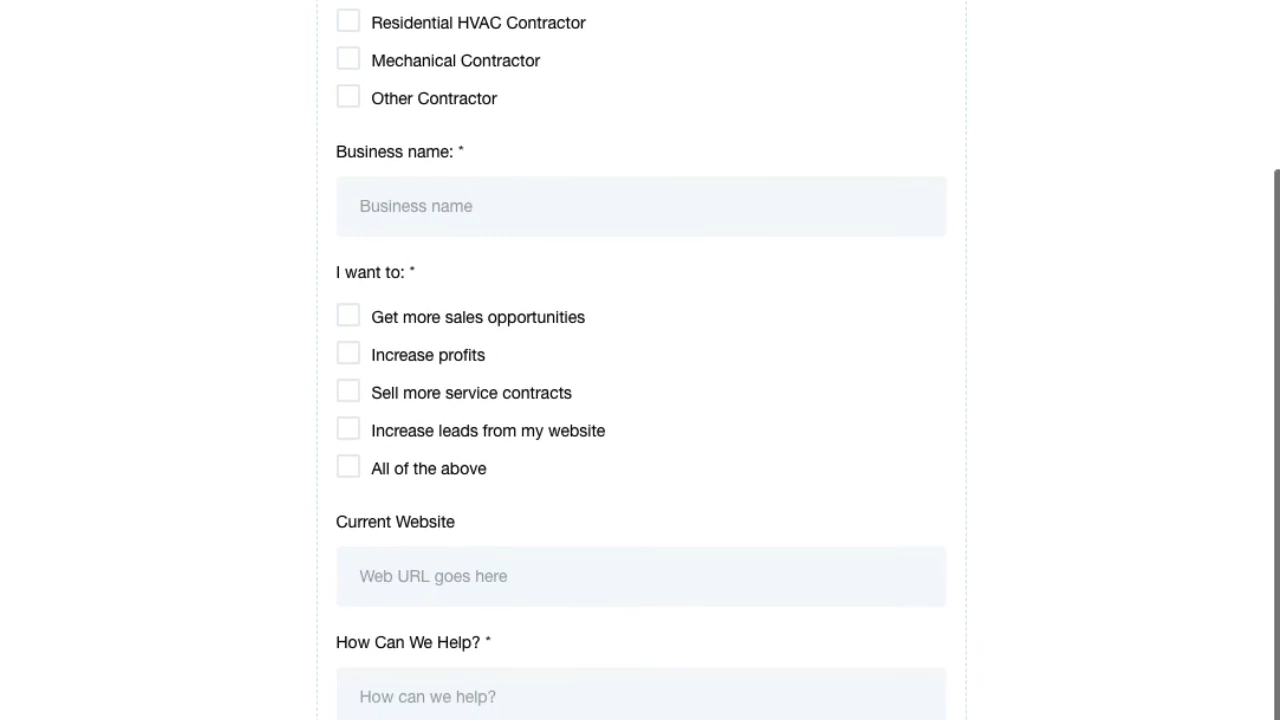 Residential HVAC Contractor
Mechanical Contractor
Other Contractor
Business name: *
Business name
I want to: *
Get more sales opportunities
Increase profits
Sell more service contracts
Increase leads from my website
All of the above
Current Website
Web URL goes here
How Can We Help? *
How can we help?